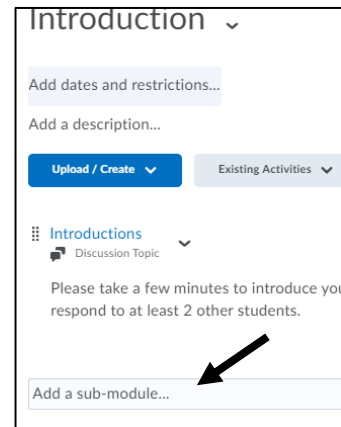 Introduction
Add dates and restrictions...
Add a description...
Upload / Create
Existing Activities
Introductions
Discussion Topic
Please take a few minutes to introduce
respond to at least 2 other students.
Add a sub-module...